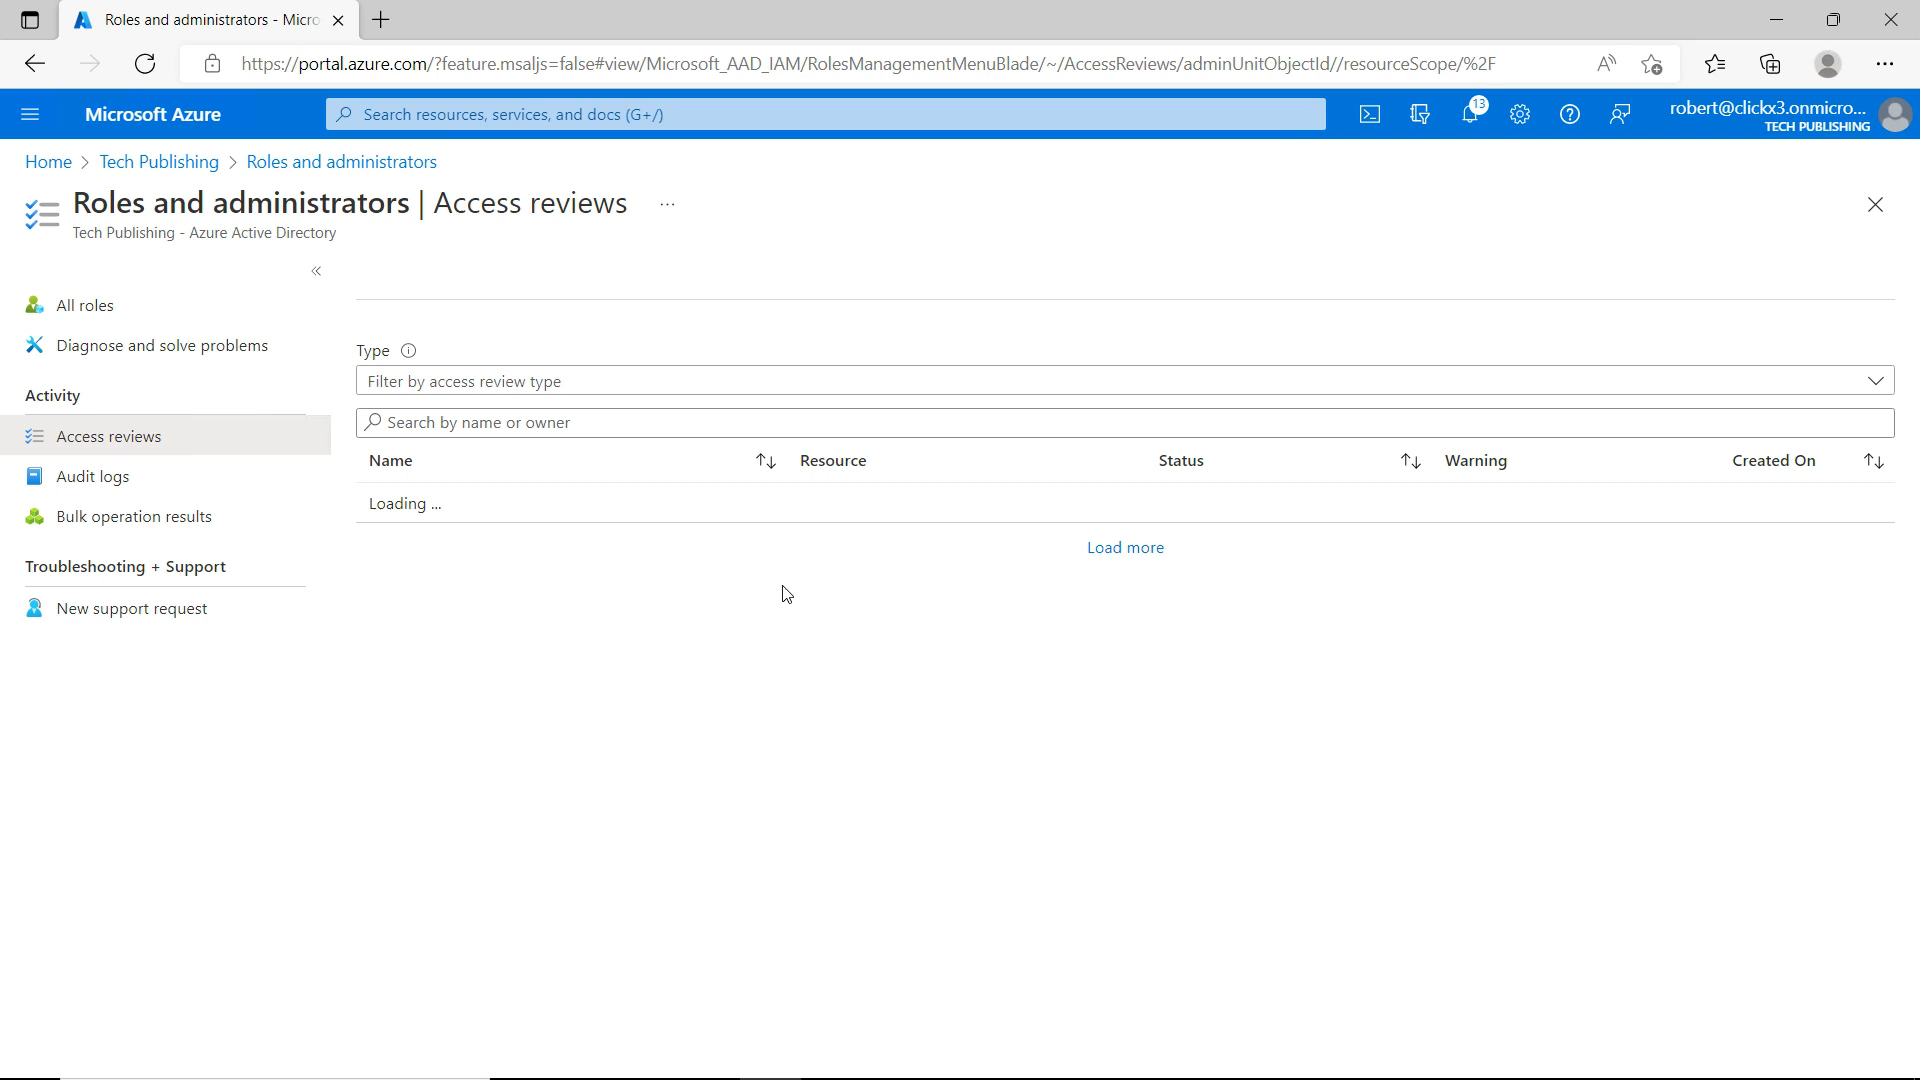 Roles and administrators - Micro
https://portal.azure.com/?feature.msaljs=false#view/Microsoft_AAD_IAM/RolesManagementMenuBlade/~/AccessReviews/adminUnitObjectId//resourceScope/%2F
Microsoft Azure
Search resources, services, and docs (G+/)
13
robert@clickx3.onmicro...
TECH PUBLISHING
Home > Tech Publishing > Roles and administrators
Roles and administrators | Access reviews ...
Tech Publishing - Azure Active Directory
«
All roles
Diagnose and solve problems
Activity
Access reviews
Audit logs
Bulk operation results
Troubleshooting + Support
New support request
Type
Filter by access review type
Search by name or owner
Name Resource Status Warning Created On
Loading ...
Load more